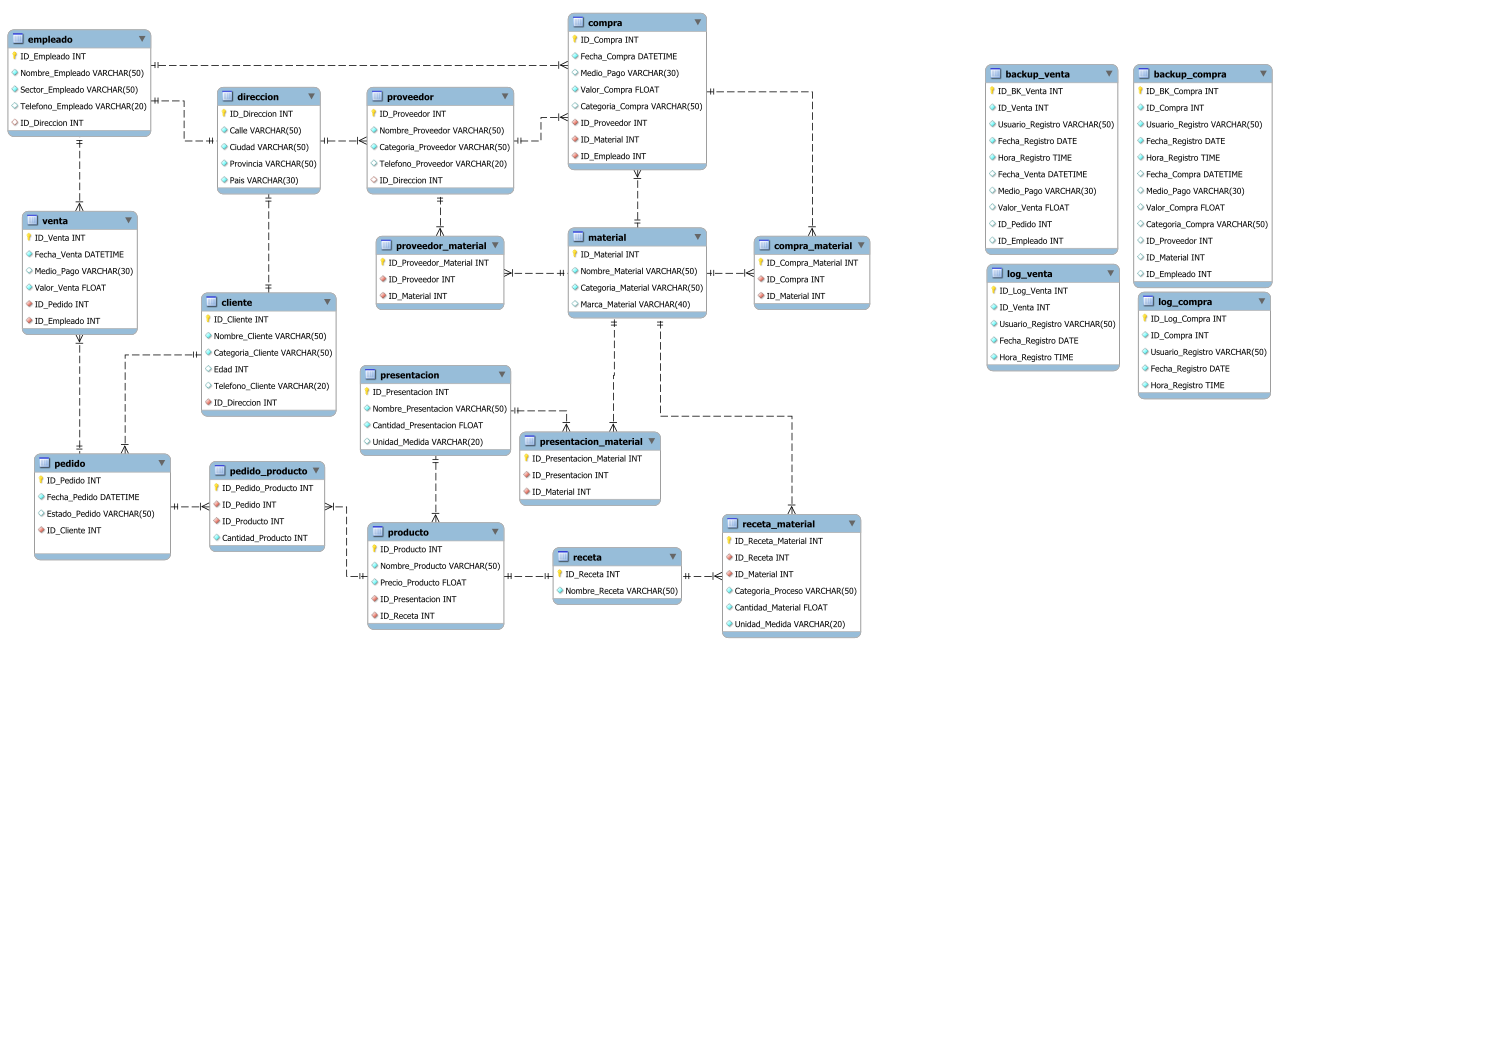 empleado
ID_Empleado INT
Nombre_Empleado VARCHAR(50)
Sector_Empleado VARCHAR(50)
Telefono_Empleado VARCHAR(20)
ID_Direccion INT
direccion
ID_Direccion INT
Calle VARCHAR(50)
Ciudad VARCHAR(50)
Provincia VARCHAR(50)
Pais VARCHAR(30)
proveedor
ID_Proveedor INT
Nombre_Proveedor VARCHAR(50)
Categoria_Proveedor VARCHAR(50)
Telefono_Proveedor VARCHAR(20)
ID_Direccion INT
compra
ID_Compra INT
Fecha_Compra DATETIME
Medio_Pago VARCHAR(30)
Valor_Compra FLOAT
Categoria_Compra VARCHAR(50)
ID_Proveedor INT
ID_Material INT
ID_Empleado INT
backup_venta
ID_BK_Venta INT
ID_Venta INT
Usuario_Registro VARCHAR(50)
Fecha_Registro DATE
Hora_Registro TIME
Fecha_Venta DATETIME
Medio_Pago VARCHAR(30)
Valor_Venta FLOAT
ID_Pedido INT
ID_Empleado INT
backup_compra
ID_BK_Compra INT
ID_Compra INT
Usuario_Registro VARCHAR(50)
Fecha_Registro DATE
Hora_Registro TIME
Fecha_Compra DATETIME
Medio_Pago VARCHAR(30)
Valor_Compra FLOAT
Categoria_Compra VARCHAR(50)
ID_Proveedor INT
ID_Material INT
ID_Empleado INT
venta
ID_Venta INT
Fecha_Venta DATETIME
Medio_Pago VARCHAR(30)
Valor_Venta FLOAT
ID_Pedido INT
ID_Empleado INT
proveedor_material
ID_Proveedor_Material INT
ID_Proveedor INT
ID_Material INT
material
ID_Material INT
Nombre_Material VARCHAR(50)
Categoria_Material VARCHAR(50)
Marca_Material VARCHAR(40)
compra_material
ID_Compra_Material INT
ID_Compra INT
ID_Material INT
log_venta
ID_Log_Venta INT
ID_Venta INT
Usuario_Registro VARCHAR(50)
Fecha_Registro DATE
Hora_Registro TIME
log_compra
ID_Log_Compra INT
ID_Compra INT
Usuario_Registro VARCHAR(50)
Fecha_Registro DATE
Hora_Registro TIME
cliente
ID_Cliente INT
Nombre_Cliente VARCHAR(50)
Categoria_Cliente VARCHAR(50)
Edad INT
Telefono_Cliente VARCHAR(20)
ID_Direccion INT
presentacion
ID_Presentacion INT
Nombre_Presentacion VARCHAR(50)
Cantidad_Presentacion FLOAT
Unidad_Medida VARCHAR(20)
presentacion_material
ID_Presentacion_Material INT
ID_Presentacion INT
ID_Material INT
pedido
ID_Pedido INT
Fecha_Pedido DATETIME
Estado_Pedido VARCHAR(50)
ID_Cliente INT
pedido_producto
ID_Pedido_Producto INT
ID_Pedido INT
ID_Producto INT
Cantidad_Producto INT
producto
ID_Producto INT
Nombre_Producto VARCHAR(50)
Precio_Producto FLOAT
ID_Presentacion INT
ID_Receta INT
receta
ID_Receta INT
Nombre_Receta VARCHAR(50)
receta_material
ID_Receta_Material INT
ID_Receta INT
ID_Material INT
Categoria_Proceso VARCHAR(50)
Cantidad_Material FLOAT
Unidad_Medida VARCHAR(20)